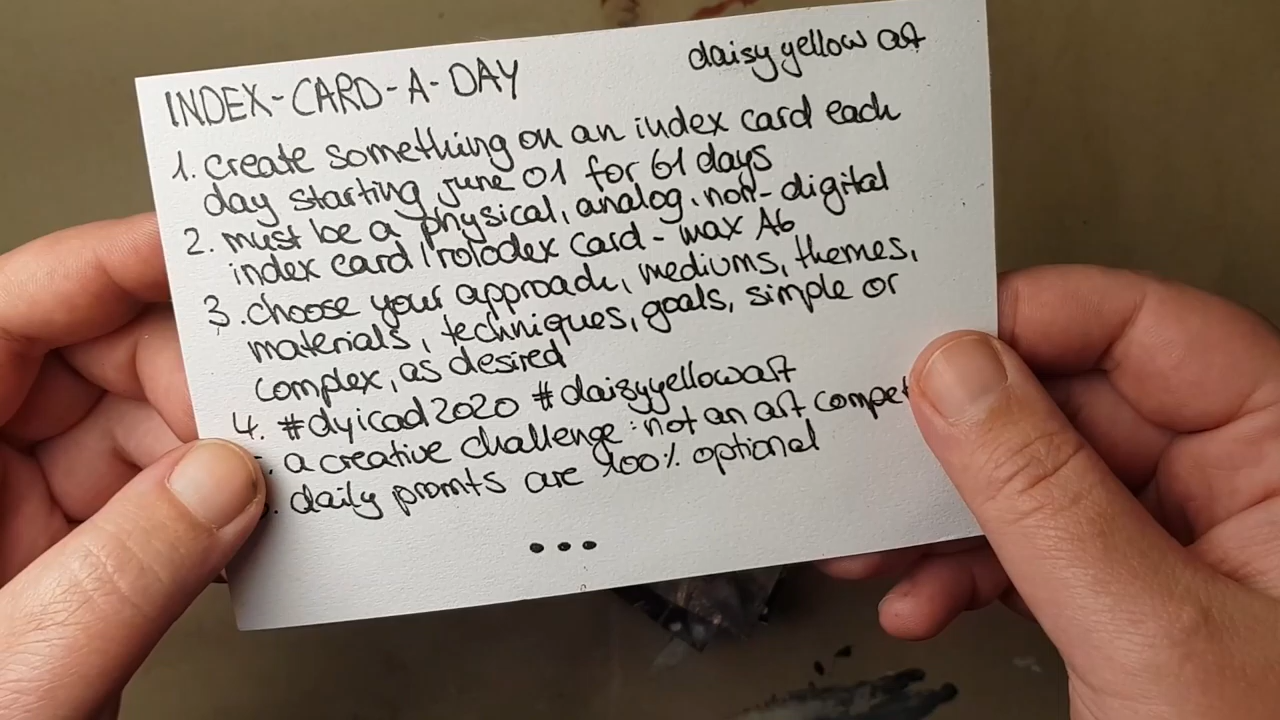 INDEX-CARD-A-DAY daisy yellow art
1. create something on an index card each
day starting june 01 for 61 days
2. must be a physical, analog, non-digital
index card/rolodex card - max A6
3. choose your approach, mediums, themes,
materials, techniques, goals, simple or
complex, as desired
4. #dyicad2020 #daisyyellowart
a creative challenge: not an art compet
daily promts are 100% optional
...